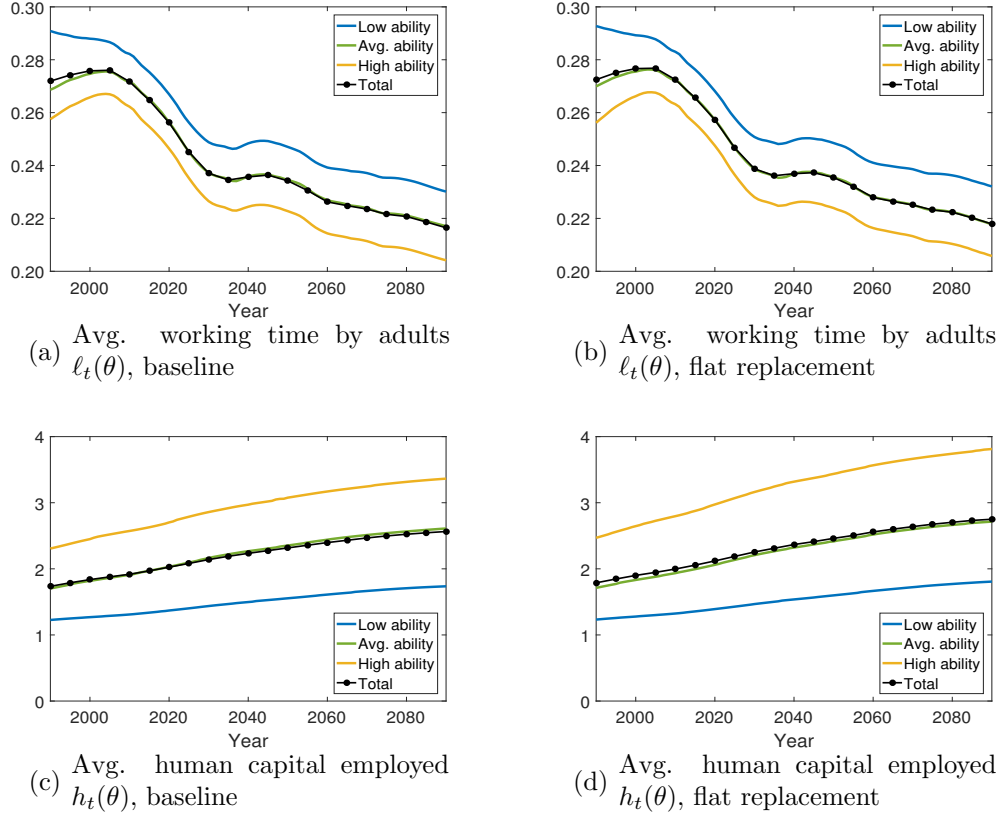 0.30
0.28
0.26
0.24
0.22
0.20
2000 2020 2040 2060 2080
Year
Low ability
Avg. ability
High ability
Total
(a) Avg. working time by adults
ℓt(θ), baseline
0.30
0.28
0.26
0.24
0.22
0.20
2000 2020 2040 2060 2080
Year
Low ability
Avg. ability
High ability
Total
(b) Avg. working time by adults
ℓt(θ), flat replacement
4
3
2
1
0
2000 2020 2040 2060 2080
Year
Low ability
Avg. ability
High ability
Total
(c) Avg. human capital employed
ht(θ), baseline
4
3
2
1
0
2000 2020 2040 2060 2080
Year
Low ability
Avg. ability
High ability
Total
(d) Avg. human capital employed
ht(θ), flat replacement